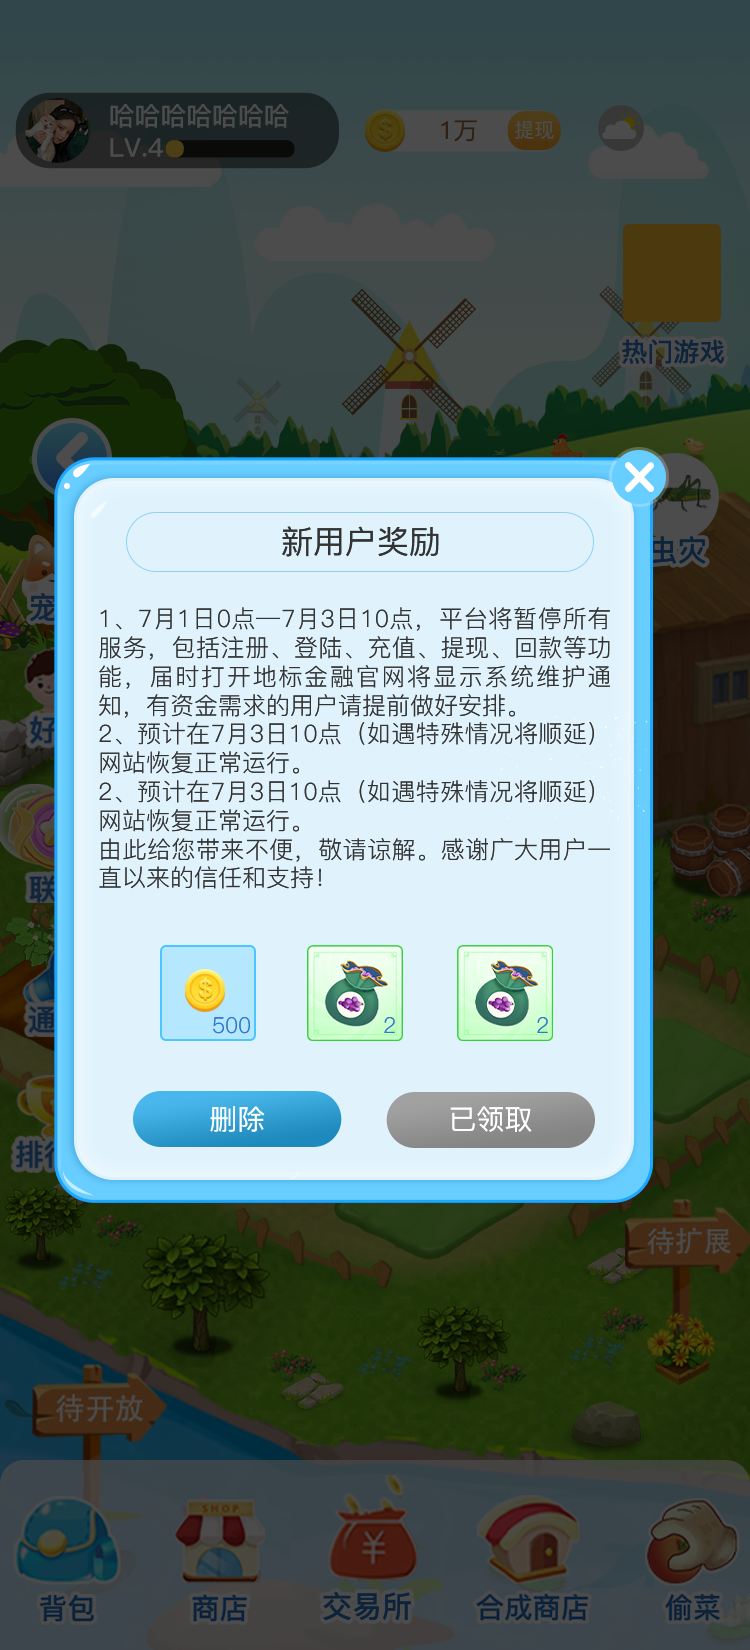 哈哈哈哈哈哈哈
LV.4
1万
提现
热门游戏
虫灾
宠
好
联
通
排行
新用户奖励
1、7月1日0点—7月3日10点，平台将暂停所有
服务，包括注册、登陆、充值、提现、回款等功
能，届时打开地标金融官网将显示系统维护通
知，有资金需求的用户请提前做好安排。
2、预计在7月3日10点（如遇特殊情况将顺延）
网站恢复正常运行。
2、预计在7月3日10点（如遇特殊情况将顺延）
网站恢复正常运行。
由此给您带来不便，敬请谅解。感谢广大用户一
直以来的信任和支持！
500
2
2
删除
已领取
待扩展
待开放
SHOP
背包
商店
交易所
合成商店
偷菜